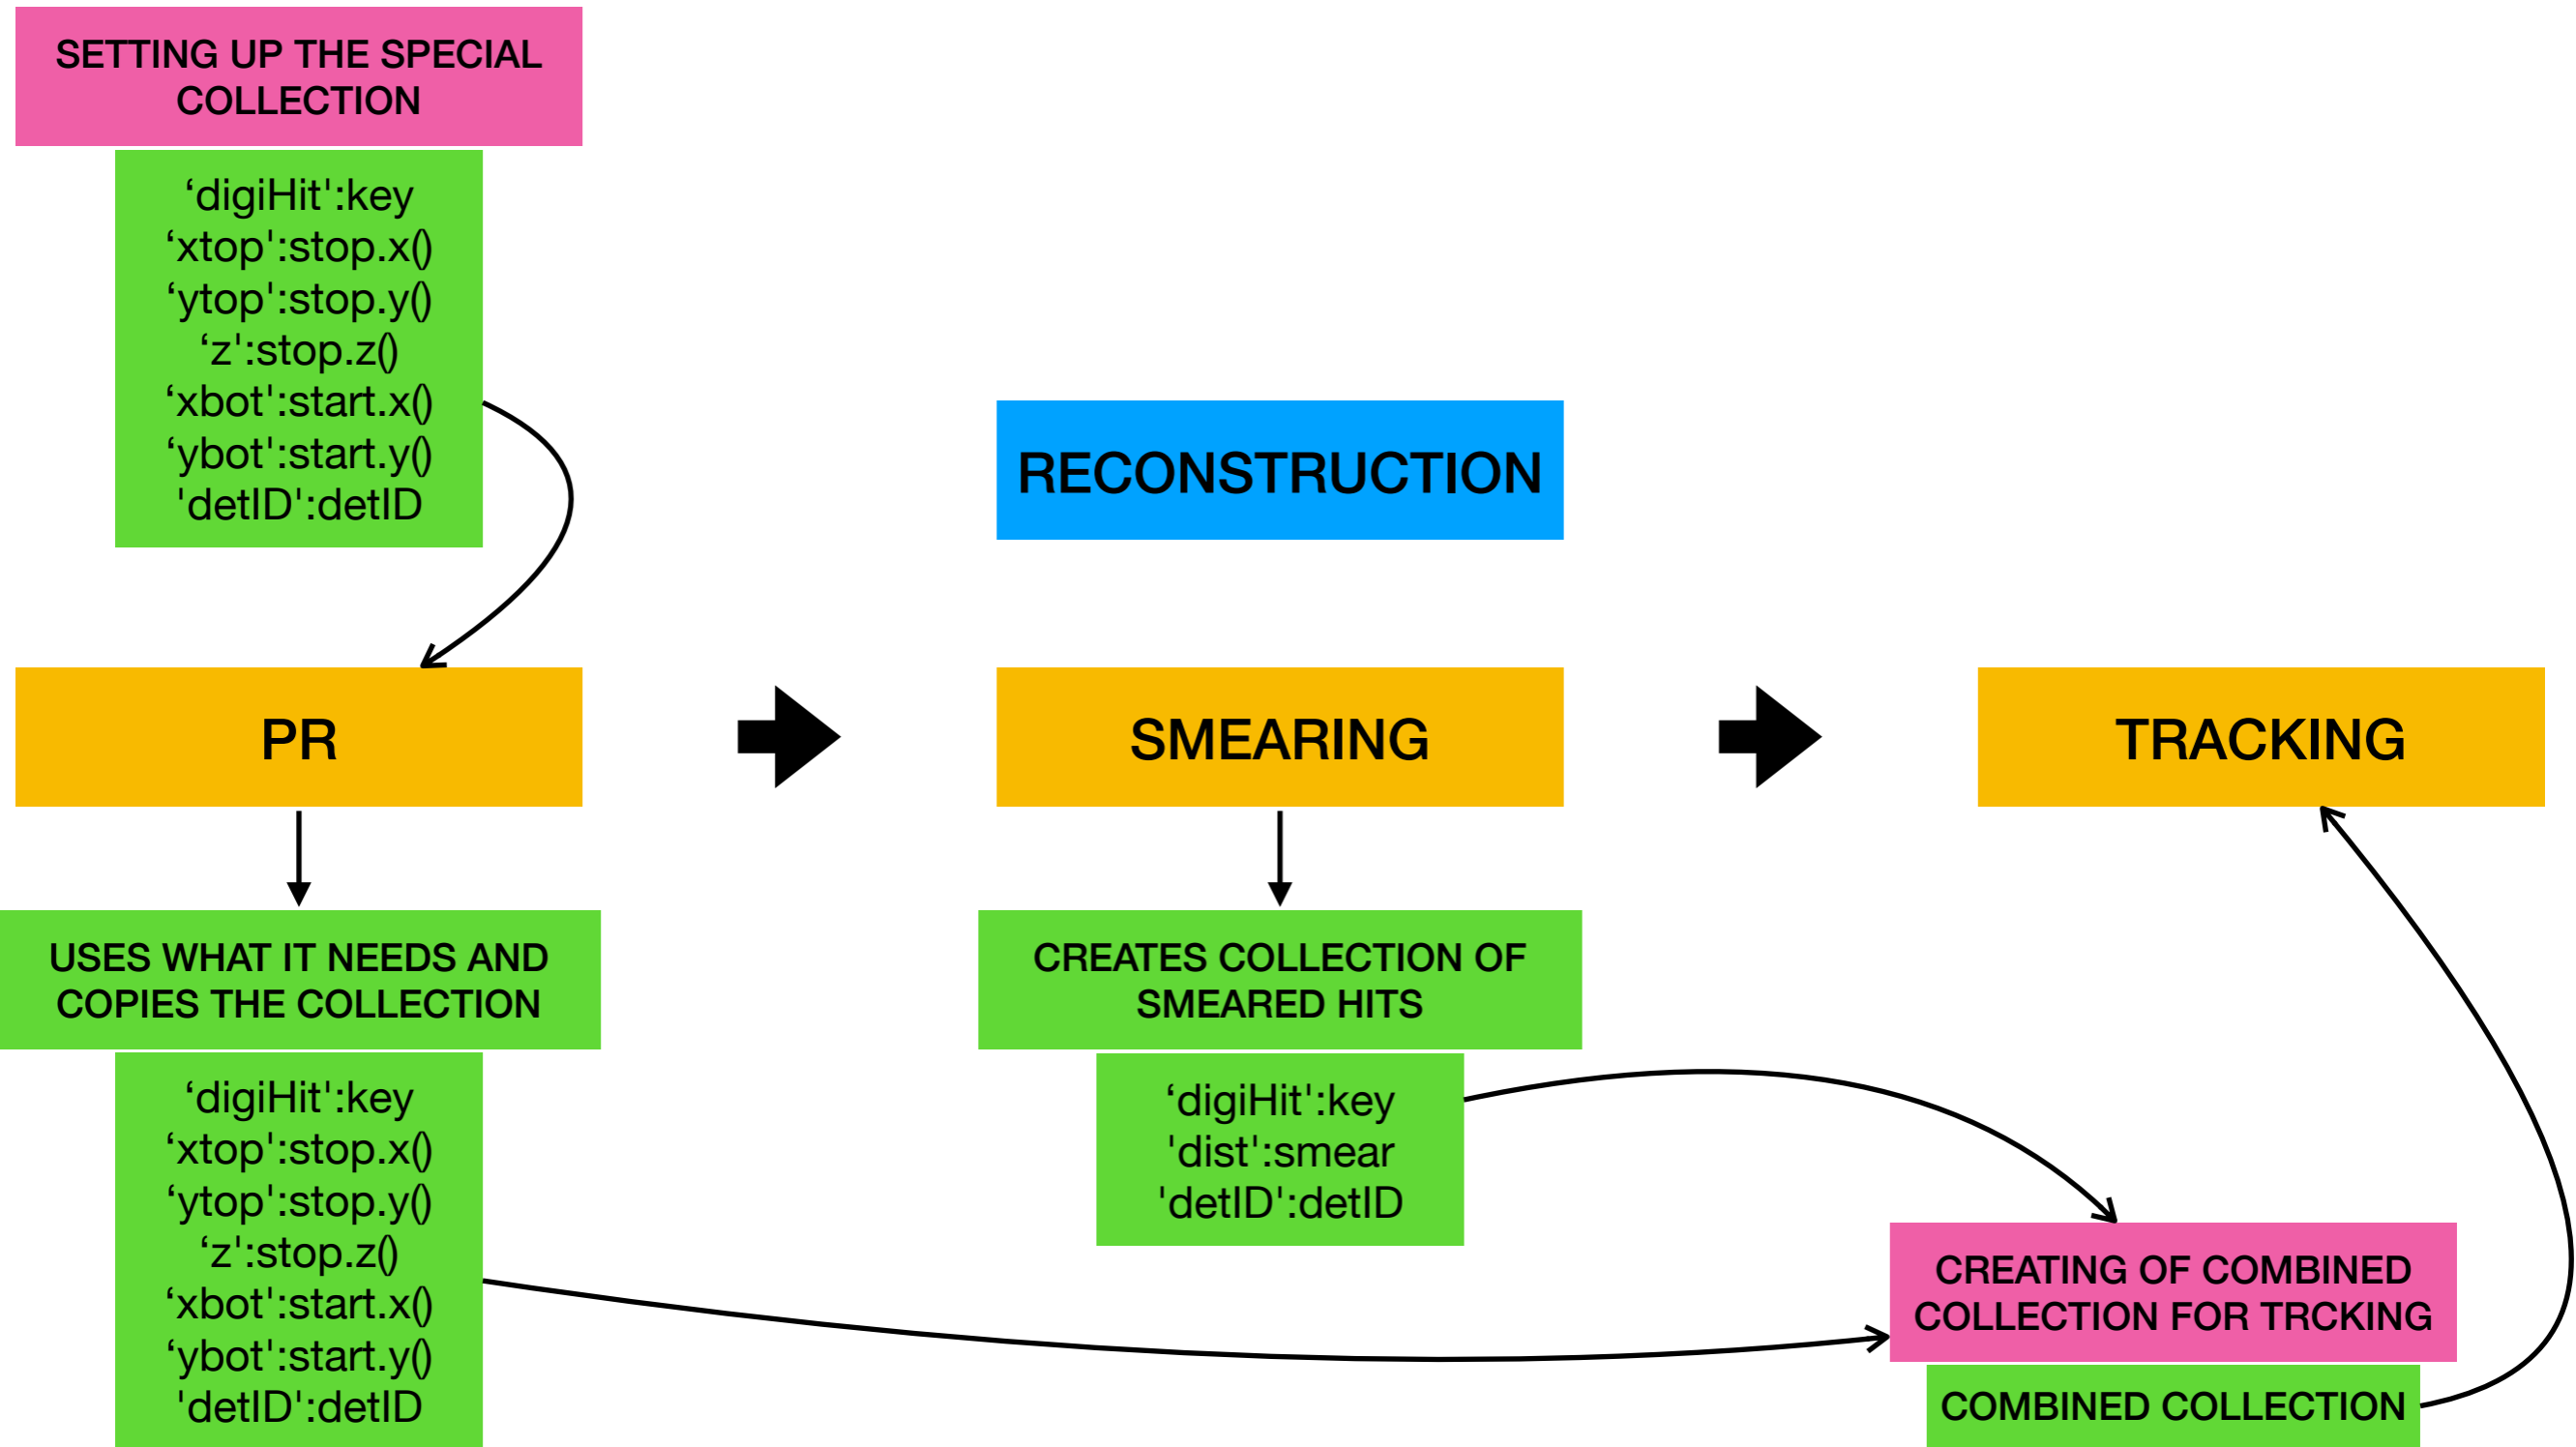 SETTING UP THE SPECIAL
COLLECTION
‘digiHit':key
‘xtop':stop.x()
‘ytop':stop.y()
‘z':stop.z()
‘xbot':start.x()
‘ybot':start.y()
'detID':detID
RECONSTRUCTION
PR
SMEARING
TRACKING
USES WHAT IT NEEDS AND
COPIES THE COLLECTION
‘digiHit':key
‘xtop':stop.x()
‘ytop':stop.y()
‘z':stop.z()
‘xbot':start.x()
‘ybot':start.y()
'detID':detID
CREATES COLLECTION OF
SMEARED HITS
‘digiHit':key
'dist':smear
'detID':detID
CREATING OF COMBINED
COLLECTION FOR TRCKING
COMBINED COLLECTION